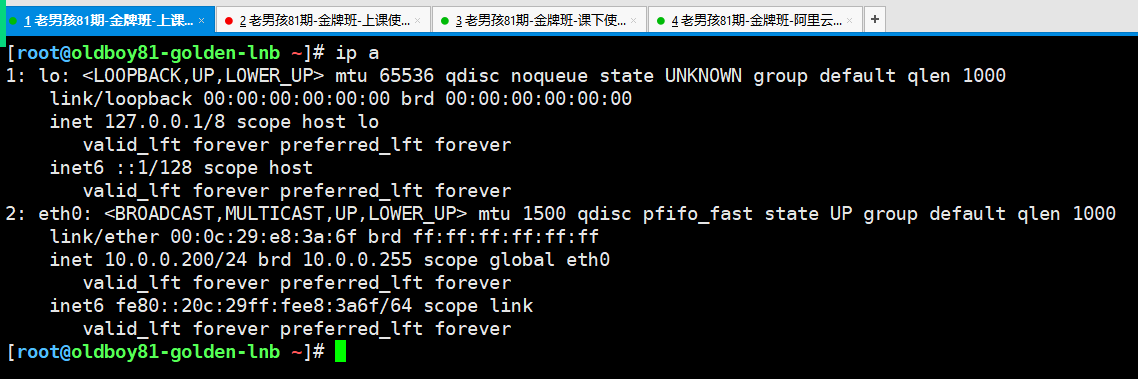 1 老男孩81期-金牌班-上课... × 2 老男孩81期-金牌班-上课使... × 3 老男孩81期-金牌班-课下使... × 4 老男孩81期-金牌班-阿里云... × +
[root@oldboy81-golden-lnb ~]# ip a
1: lo: <LOOPBACK,UP,LOWER_UP> mtu 65536 qdisc noqueue state UNKNOWN group default qlen 1000
    link/loopback 00:00:00:00:00:00 brd 00:00:00:00:00:00
    inet 127.0.0.1/8 scope host lo
       valid_lft forever preferred_lft forever
    inet6 ::1/128 scope host
       valid_lft forever preferred_lft forever
2: eth0: <BROADCAST,MULTICAST,UP,LOWER_UP> mtu 1500 qdisc pfifo_fast state UP group default qlen 1000
    link/ether 00:0c:29:e8:3a:6f brd ff:ff:ff:ff:ff:ff
    inet 10.0.0.200/24 brd 10.0.0.255 scope global eth0
       valid_lft forever preferred_lft forever
    inet6 fe80::20c:29ff:fee8:3a6f/64 scope link
       valid_lft forever preferred_lft forever
[root@oldboy81-golden-lnb ~]#